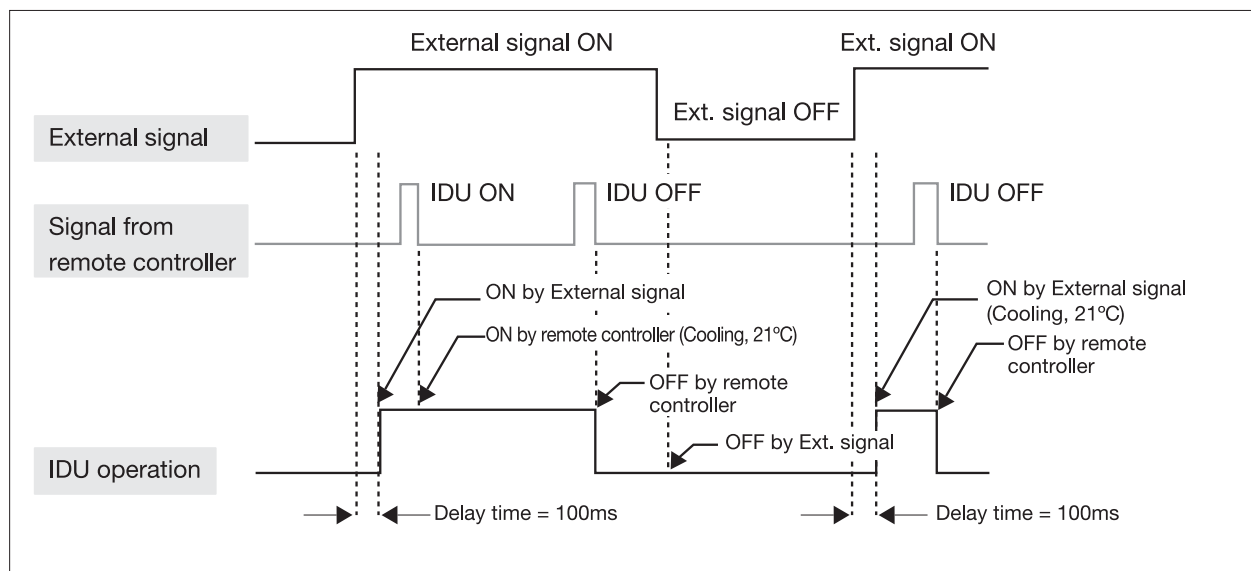 External signal ON
Ext. signal ON
External signal
Ext. signal OFF
IDU ON
IDU OFF
IDU OFF
Signal from
remote controller
ON by External signal
ON by remote controller (Cooling, 21ºC)
OFF by remote
controller
ON by External signal
(Cooling, 21ºC)
OFF by remote
controller
OFF by Ext. signal
IDU operation
Delay time = 100ms
Delay time = 100ms